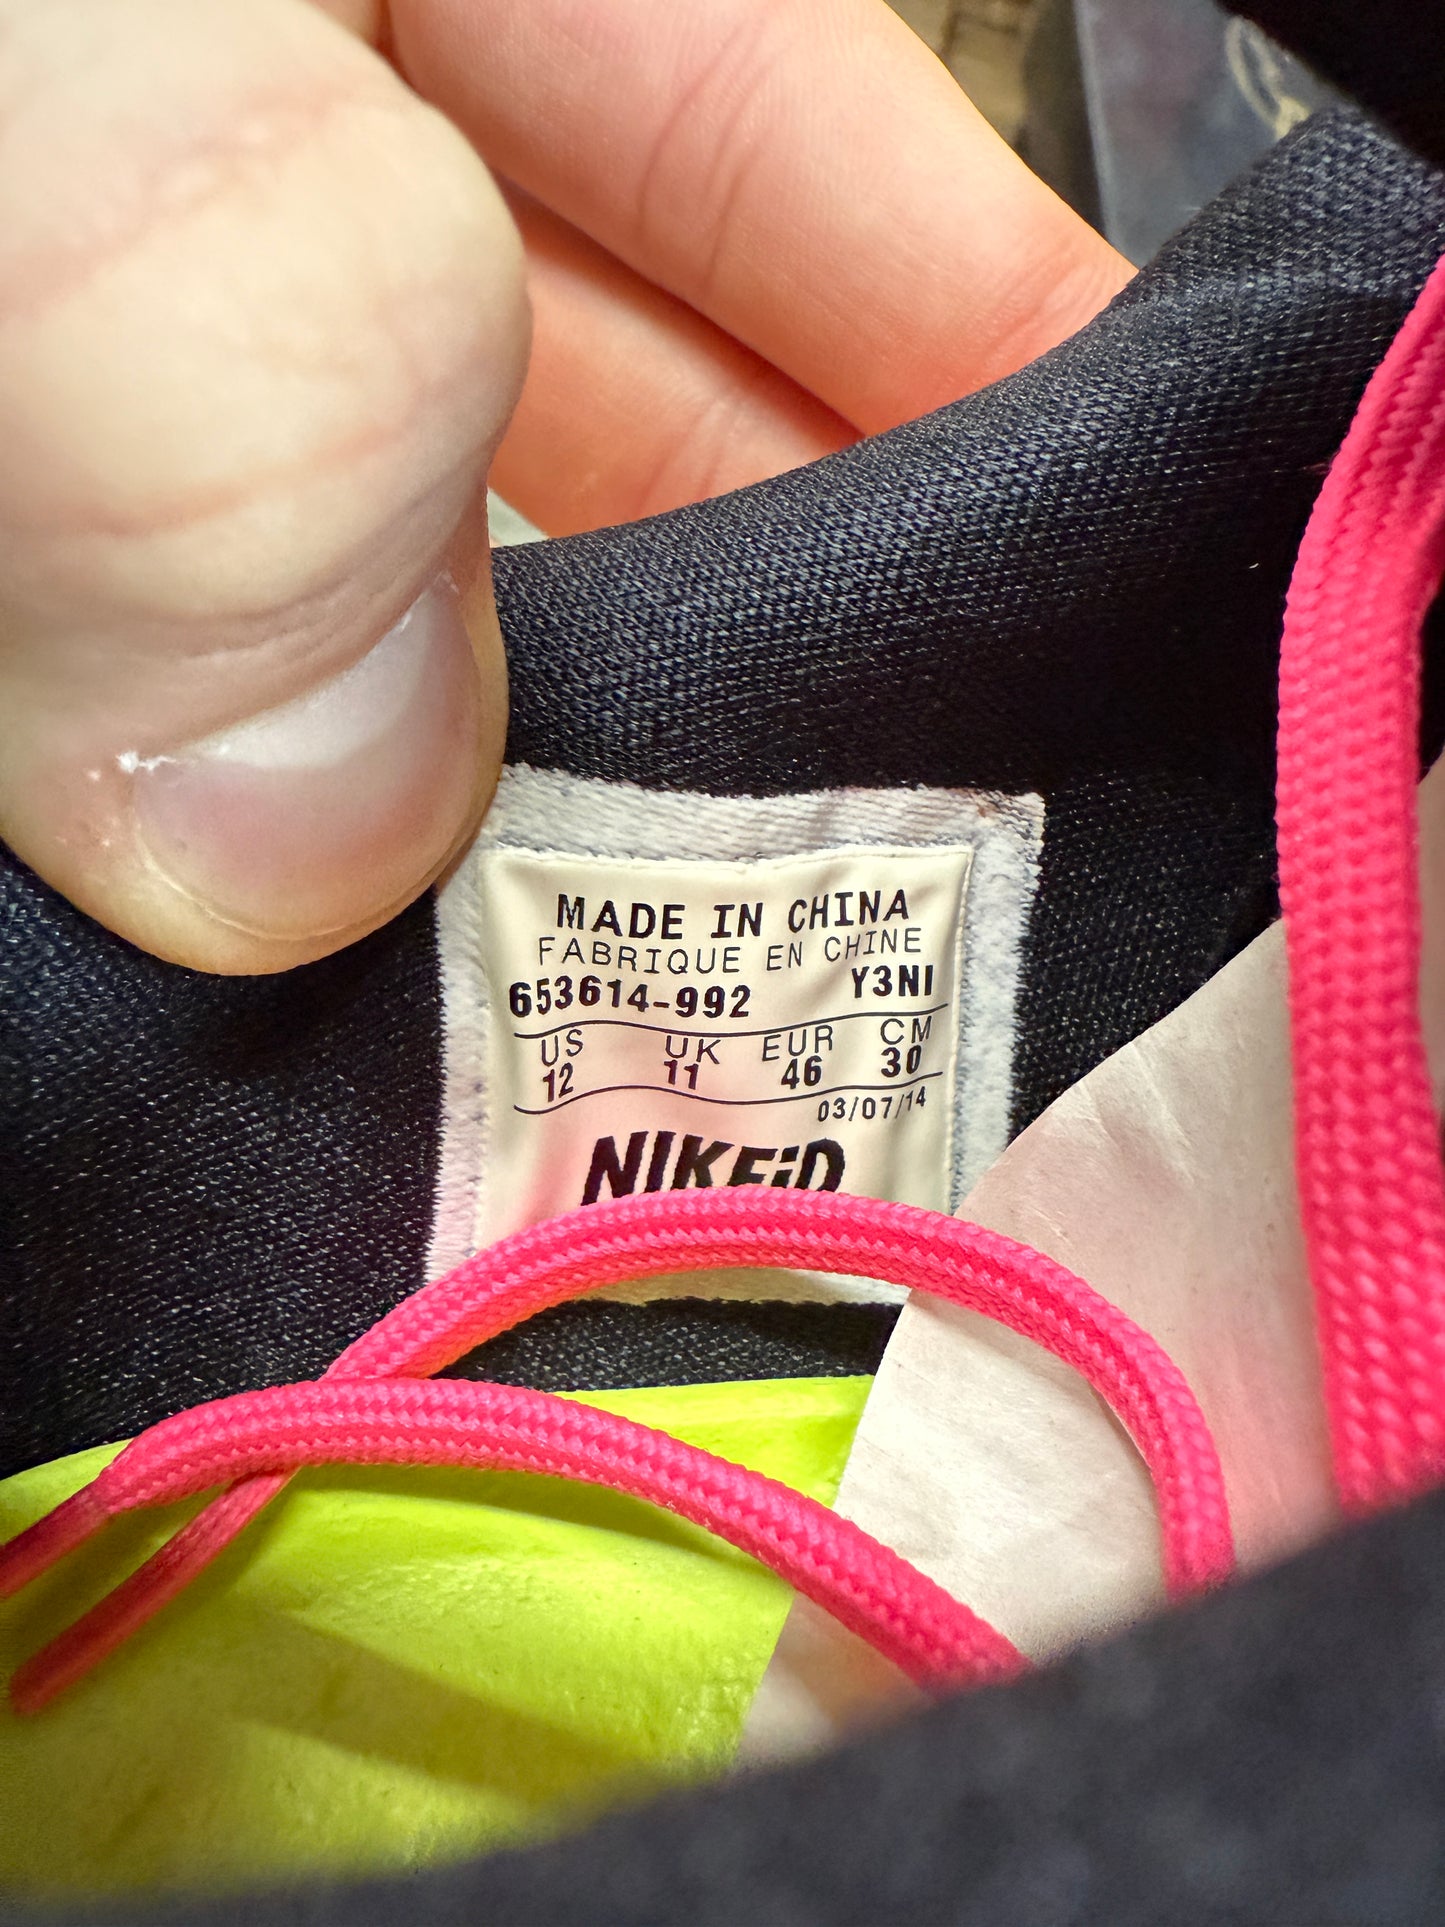 MADE IN CHINA
FABRIQUE EN CHINE
653614-992 Y3NI
US UK EUR CM
12 11 46 30
03/07/14
NIKEiD